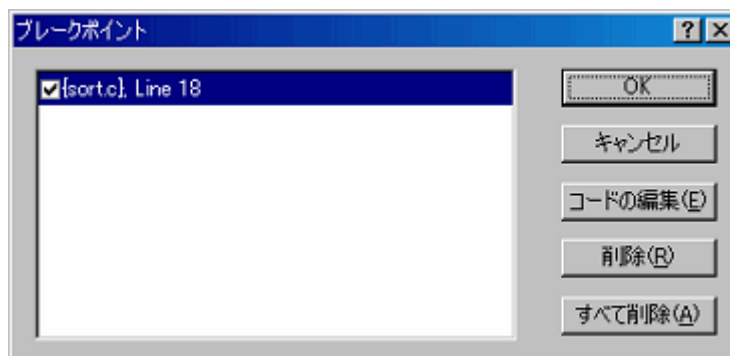 ブレークポイント
{sort.c}, Line 18
OK
キャンセル
コードの編集(E)
削除(R)
すべて削除(A)